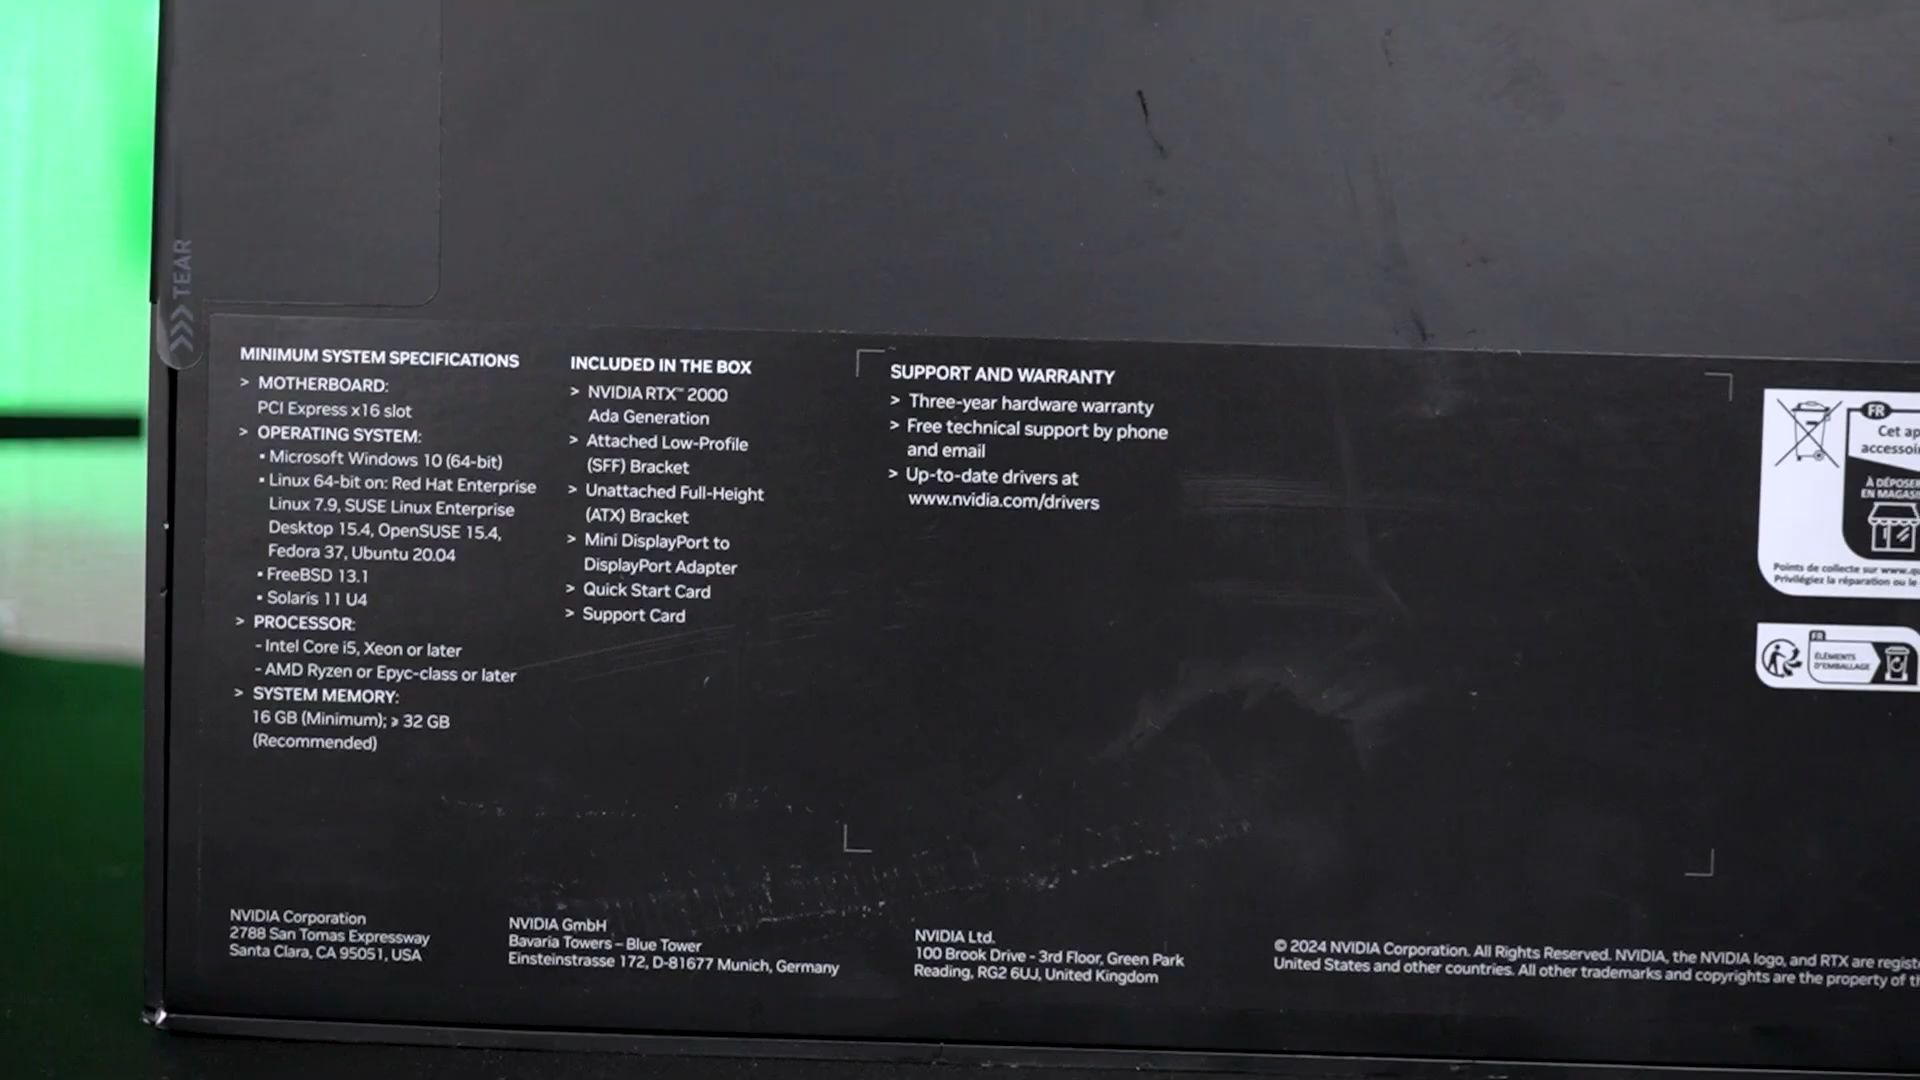 >>> TEAR
MINIMUM SYSTEM SPECIFICATIONS
> MOTHERBOARD:
PCI Express x16 slot
> OPERATING SYSTEM:
▪ Microsoft Windows 10 (64-bit)
▪ Linux 64-bit on: Red Hat Enterprise
Linux 7.9, SUSE Linux Enterprise
Desktop 15.4, OpenSUSE 15.4,
Fedora 37, Ubuntu 20.04
▪ FreeBSD 13.1
▪ Solaris 11 U4
> PROCESSOR:
- Intel Core i5, Xeon or later
- AMD Ryzen or Epyc-class or later
> SYSTEM MEMORY:
16 GB (Minimum); ≥ 32 GB
(Recommended)
INCLUDED IN THE BOX
> NVIDIA RTX™ 2000
Ada Generation
> Attached Low-Profile
(SFF) Bracket
> Unattached Full-Height
(ATX) Bracket
> Mini DisplayPort to
DisplayPort Adapter
> Quick Start Card
> Support Card
SUPPORT AND WARRANTY
> Three-year hardware warranty
> Free technical support by phone
and email
> Up-to-date drivers at
www.nvidia.com/drivers
FR
Cet
À DÉPOSER
EN MAGASIN
Points de collecte sur
Privilégiez la réparation ou le
FR
ÉLÉMENTS
D'EMBALLAGE
NVIDIA Corporation
2788 San Tomas Expressway
Santa Clara, CA 95051, USA
NVIDIA GmbH
Bavaria Towers – Blue Tower
Einsteinstrasse 172, D-81677 Munich, Germany
NVIDIA Ltd.
100 Brook Drive - 3rd Floor, Green Park
Reading, RG2 6UJ, United Kingdom
© 2024 NVIDIA Corporation. All Rights Reserved. NVIDIA, the NVIDIA logo, and RTX are
United States and other countries. All other trademarks and copyrights are the property of